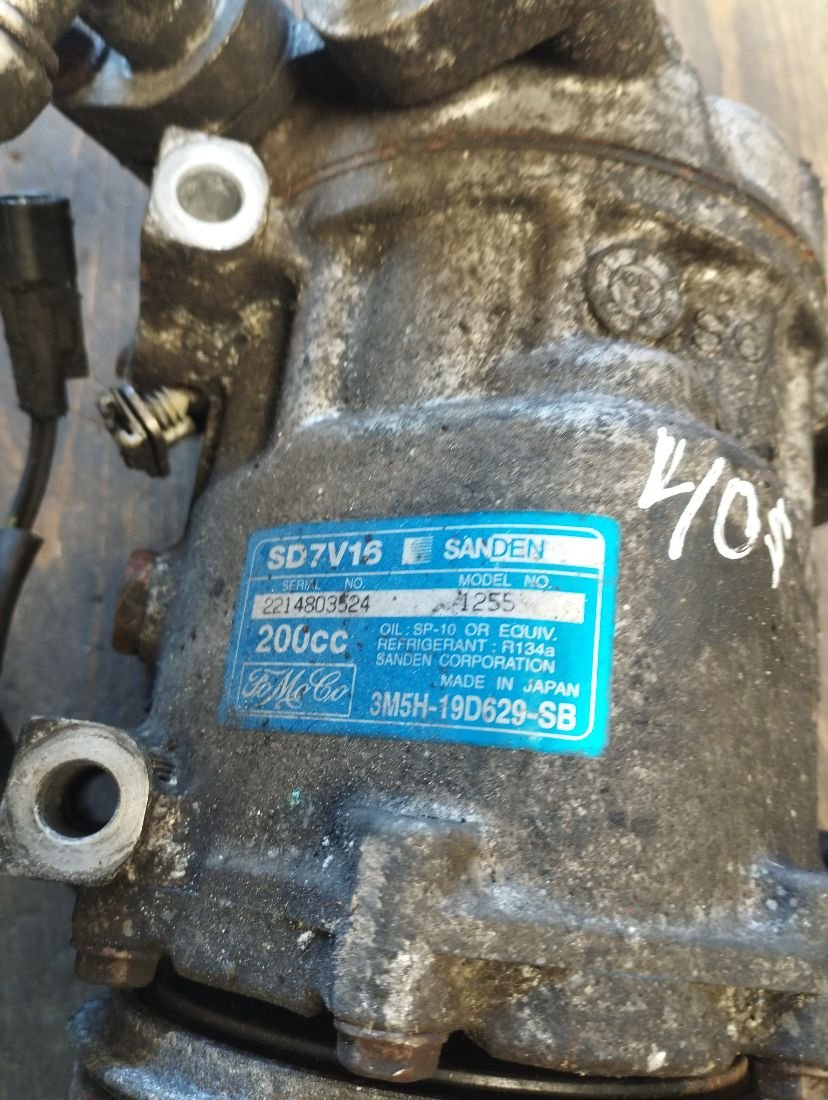 SD7V16 SANDEN
SERIAL NO. MODEL NO.
2214803524 1255
200cc
OIL : SP-10 OR EQUIV.
REFRIGERANT : R134a
SANDEN CORPORATION
MADE IN JAPAN
FoMoCo
3M5H-19D629-SB